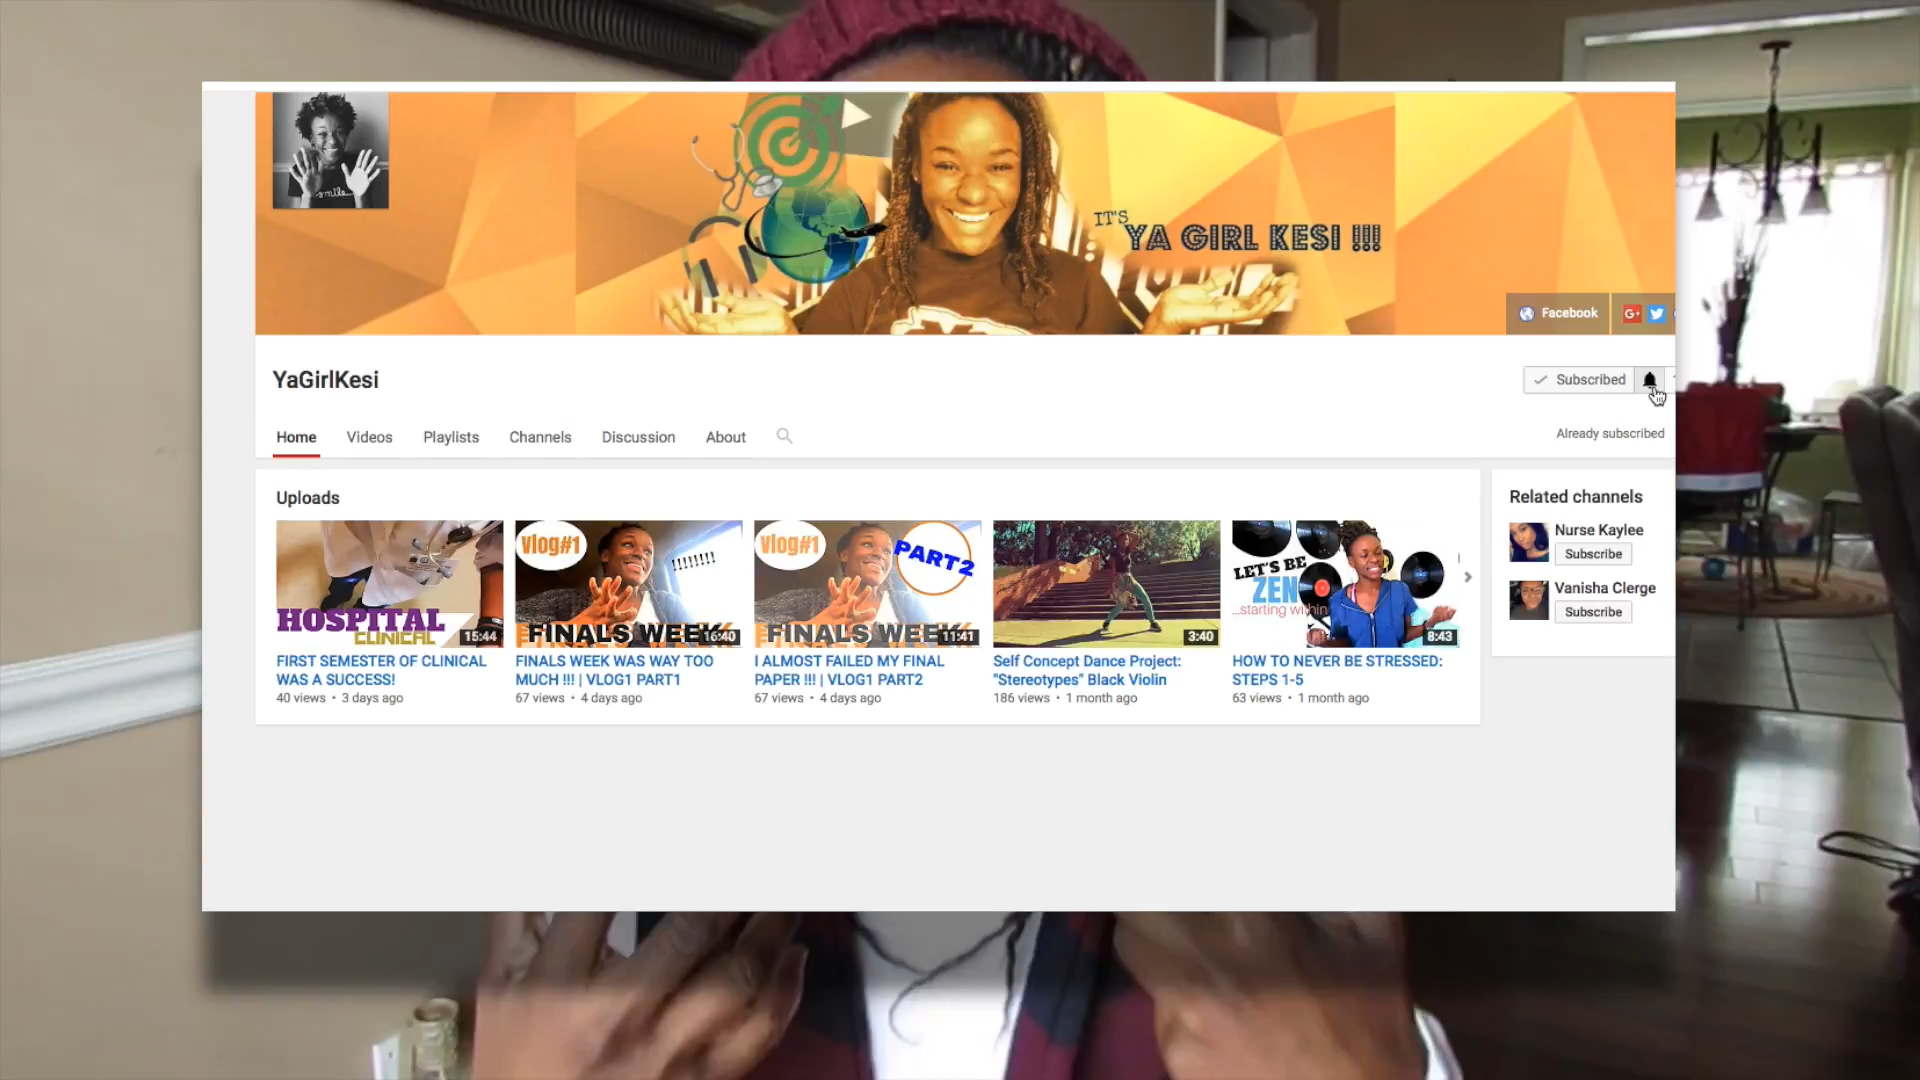 smile
IT'S
YA GIRL KESI !!!
Facebook
G+
YaGirlKesi
Subscribed
Home
Videos
Playlists
Channels
Discussion
About
Already subscribed
Uploads
HOSPITAL
CLINICAL
15:44
FIRST SEMESTER OF CLINICAL
WAS A SUCCESS!
40 views • 3 days ago
Vlog#1
!!!!!!!!
FINALS WEEK
16:40
FINALS WEEK WAS WAY TOO
MUCH !!! | VLOG1 PART1
67 views • 4 days ago
Vlog#1
PART2
FINALS WEEK
11:41
I ALMOST FAILED MY FINAL
PAPER !!! | VLOG1 PART2
67 views • 4 days ago
3:40
Self Concept Dance Project:
"Stereotypes" Black Violin
186 views • 1 month ago
LET'S BE
ZEN
...starting within
8:43
HOW TO NEVER BE STRESSED:
STEPS 1-5
63 views • 1 month ago
Related channels
Nurse Kaylee
Subscribe
Vanisha Clerge
Subscribe